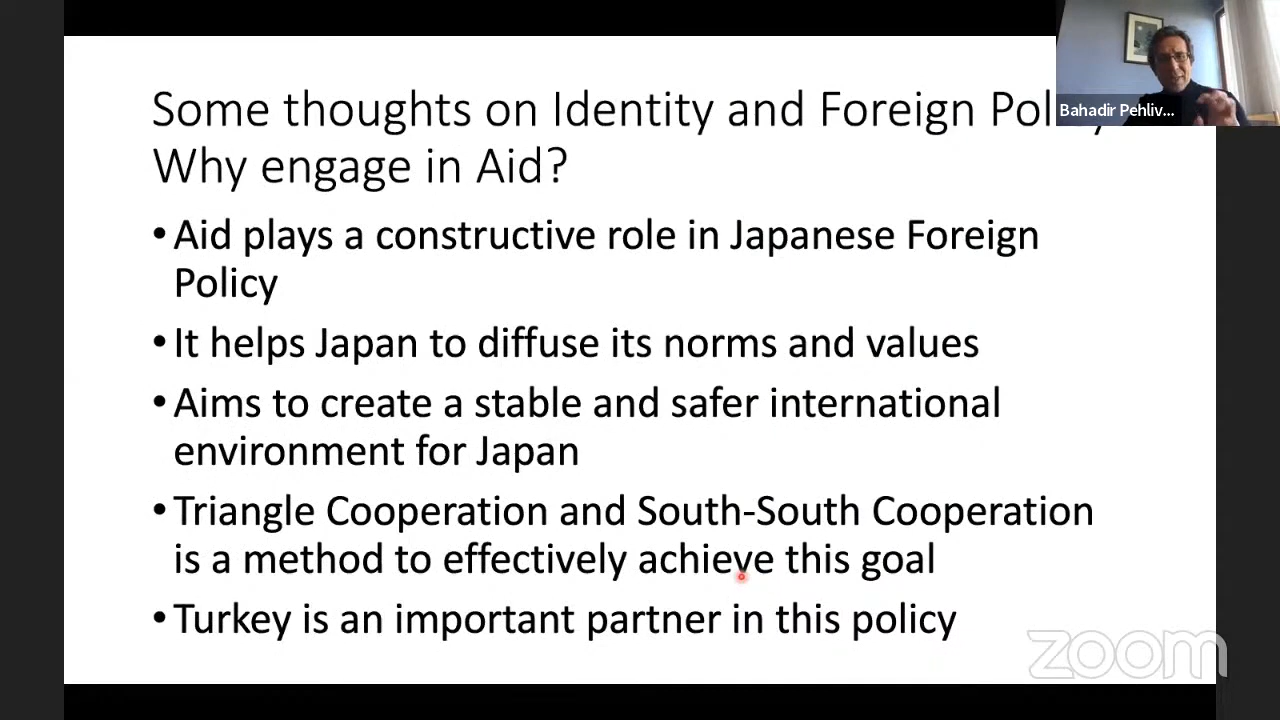 Some thoughts on Identity and Foreign
Why engage in Aid?
• Aid plays a constructive role in Japanese Foreign
Policy
• It helps Japan to diffuse its norms and values
• Aims to create a stable and safer international
environment for Japan
• Triangle Cooperation and South-South Cooperation
is a method to effectively achieve this goal
• Turkey is an important partner in this policy
Bahadir Pehliv...
zoom